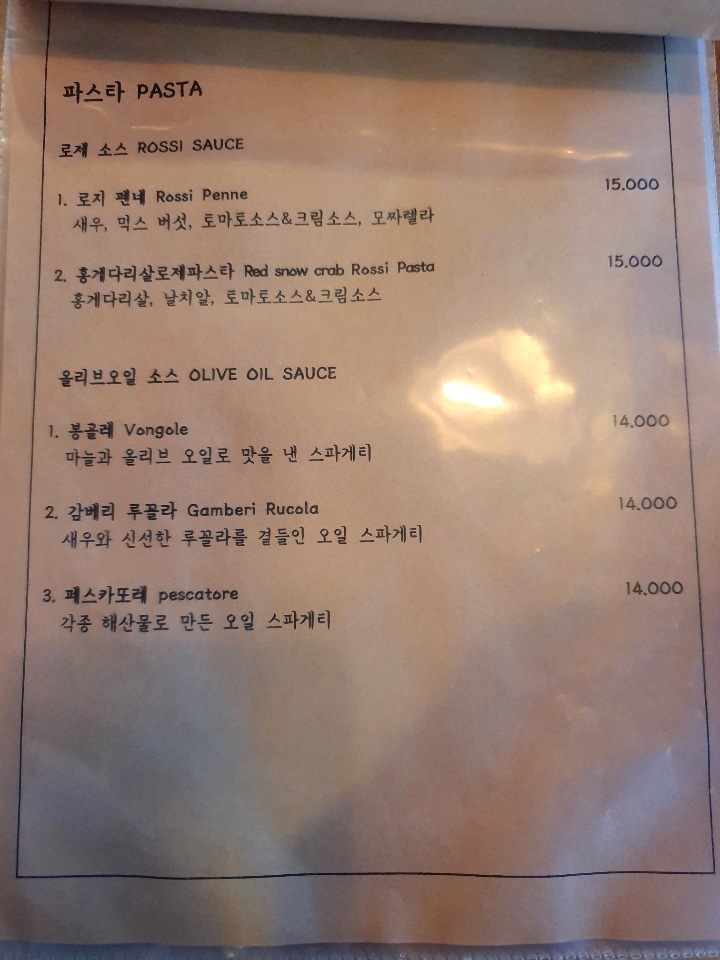 파스타 PASTA
로제 소스 ROSSI SAUCE
1. 로지 펜네 Rossi Penne 15,000
새우, 믹스 버섯, 토마토소스&크림소스, 모짜렐라
2. 홍게다리살로제파스타 Red snow crab Rossi Pasta 15,000
홍게다리살, 날치알, 토마토소스&크림소스
올리브오일 소스 OLIVE OIL SAUCE
1. 봉골레 Vongole 14,000
마늘과 올리브 오일로 맛을 낸 스파게티
2. 감베리 루꼴라 Gamberi Rucola 14,000
새우와 신선한 루꼴라를 곁들인 오일 스파게티
3. 페스카또레 pescatore 14,000
각종 해산물로 만든 오일 스파게티